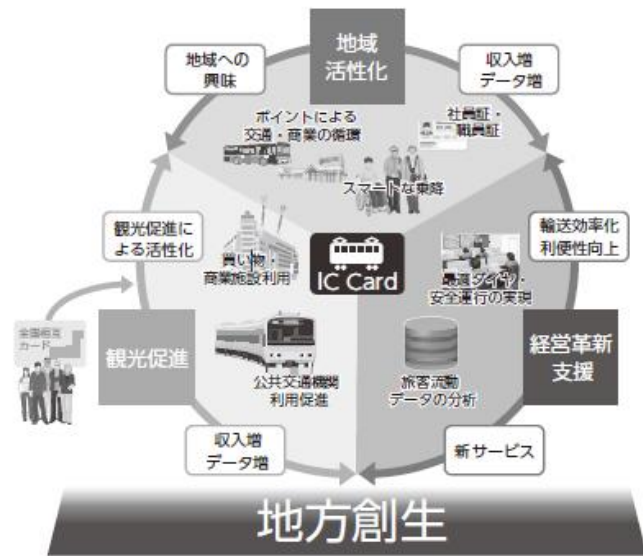 地域
活性化
地域への
興味
収入増
データ増
ポイントによる
交通・商業の循環
社員証・
職員証
スマートな乗降
観光促進に
よる活性化
輸送効率化
利便性向上
買い物・
商業施設利用
IC Card
最適ダイヤ・
安全運行の実現
全国相互
カード
観光促進
公共交通機関
利用促進
旅客流動
データの分析
経営革新
支援
収入増
データ増
新サービス
地方創生